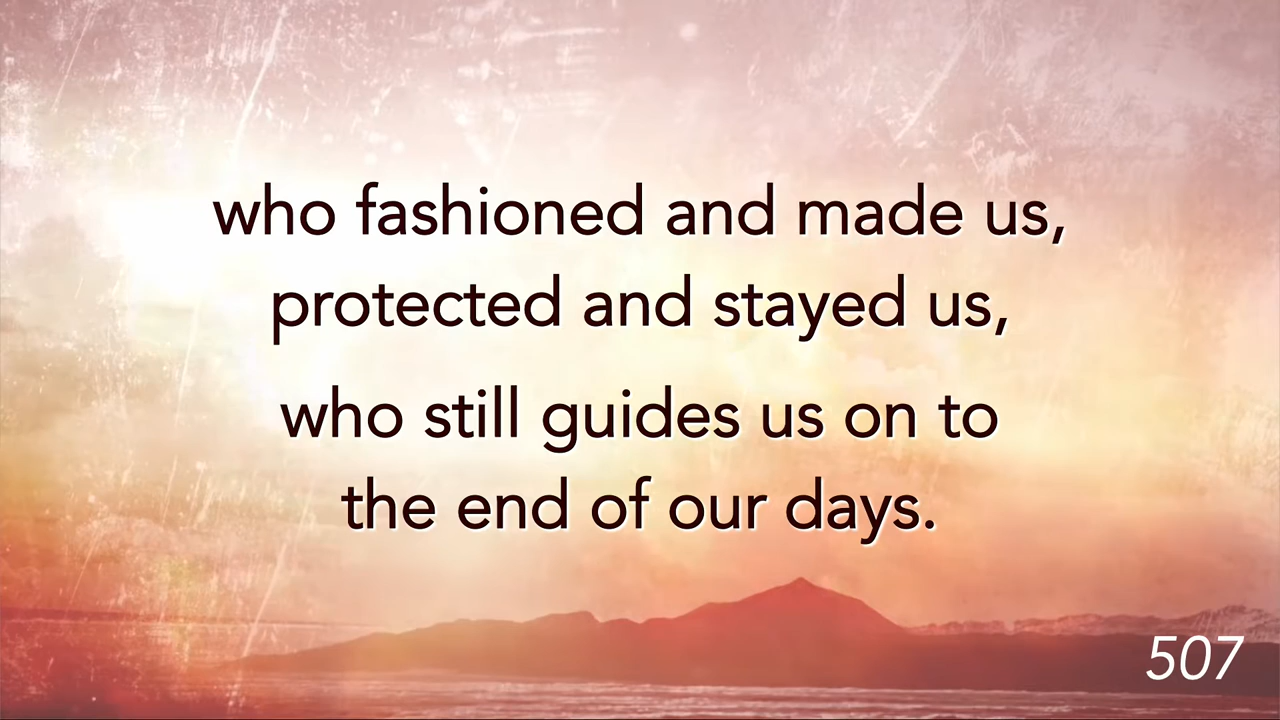 who fashioned and made us,
protected and stayed us,
who still guides us on to
the end of our days.
507